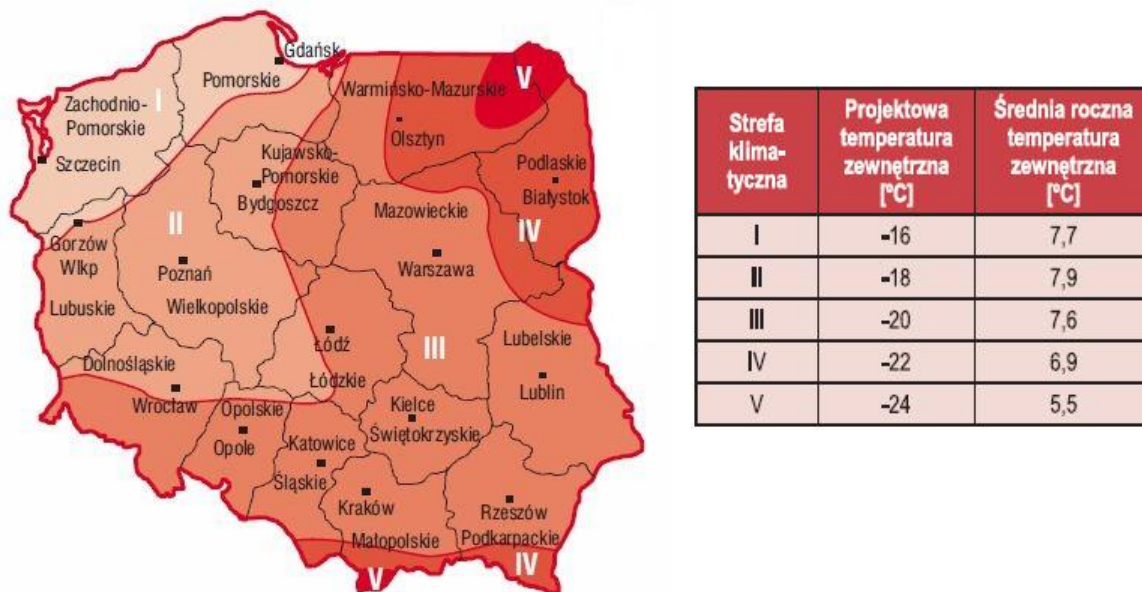 Gdańsk
Pomorskie
I
Zachodnio-
Pomorskie
Szczecin
Warmińsko-Mazurskie
V
Olsztyn
Kujawsko-
Pomorskie
Bydgoszcz
Podlaskie
Białystok
Mazowieckie
II
IV
Gorzów
Wlkp
Poznań
Warszawa
Lubuskie
Wielkopolskie
Łódź
III
Lubelskie
Dolnośląskie
Łódzkie
Lublin
Wrocław
Opolskie
Kielce
Świętokrzyskie
Opole
Katowice
Śląskie
Kraków
Rzeszów
Małopolskie
Podkarpackie
V
IV
Strefa
klima-
tyczna
Projektowa
temperatura
zewnętrzna
[ºC]
Średnia roczna
temperatura
zewnętrzna
[ºC]
I -16 7,7
II -18 7,9
III -20 7,6
IV -22 6,9
V -24 5,5